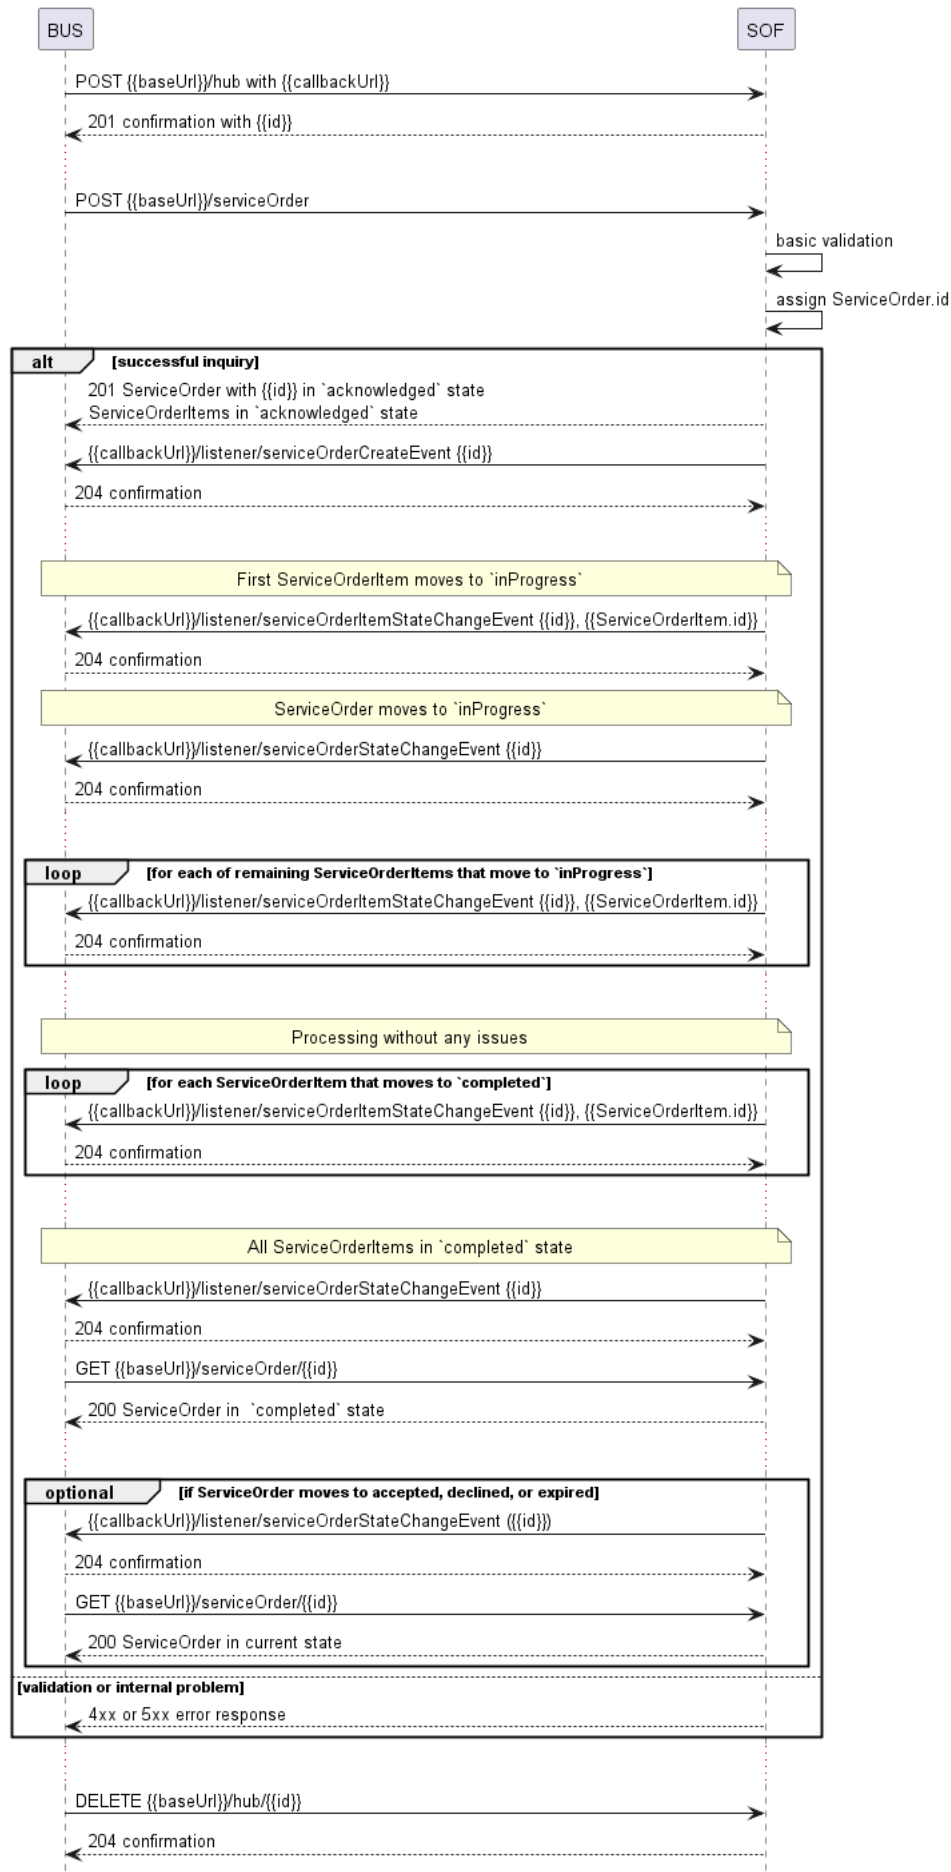 BUS
SOF
POST {{baseUrl}}/hub with {{callbackUrl}}
201 confirmation with {{id}}
POST {{baseUrl}}/serviceOrder
basic validation
assign ServiceOrder.id
alt [successful inquiry]
201 ServiceOrder with {{id}} in `acknowledged` state
ServiceOrderItems in `acknowledged` state
{{callbackUrl}}/listener/serviceOrderCreateEvent {{id}}
204 confirmation
First ServiceOrderItem moves to `inProgress`
{{callbackUrl}}/listener/serviceOrderItemStateChangeEvent {{id}}, {{ServiceOrderItem.id}}
204 confirmation
ServiceOrder moves to `inProgress`
{{callbackUrl}}/listener/serviceOrderStateChangeEvent {{id}}
204 confirmation
loop [for each of remaining ServiceOrderItems that move to `inProgress`]
{{callbackUrl}}/listener/serviceOrderItemStateChangeEvent {{id}}, {{ServiceOrderItem.id}}
204 confirmation
Processing without any issues
loop [for each ServiceOrderItem that moves to `completed`]
{{callbackUrl}}/listener/serviceOrderItemStateChangeEvent {{id}}, {{ServiceOrderItem.id}}
204 confirmation
All ServiceOrderItems in `completed` state
{{callbackUrl}}/listener/serviceOrderStateChangeEvent {{id}}
204 confirmation
GET {{baseUrl}}/serviceOrder/{{id}}
200 ServiceOrder in `completed` state
optional [if ServiceOrder moves to accepted, declined, or expired]
{{callbackUrl}}/listener/serviceOrderStateChangeEvent ({{id}})
204 confirmation
GET {{baseUrl}}/serviceOrder/{{id}}
200 ServiceOrder in current state
[validation or internal problem]
4xx or 5xx error response
DELETE {{baseUrl}}/hub/{{id}}
204 confirmation